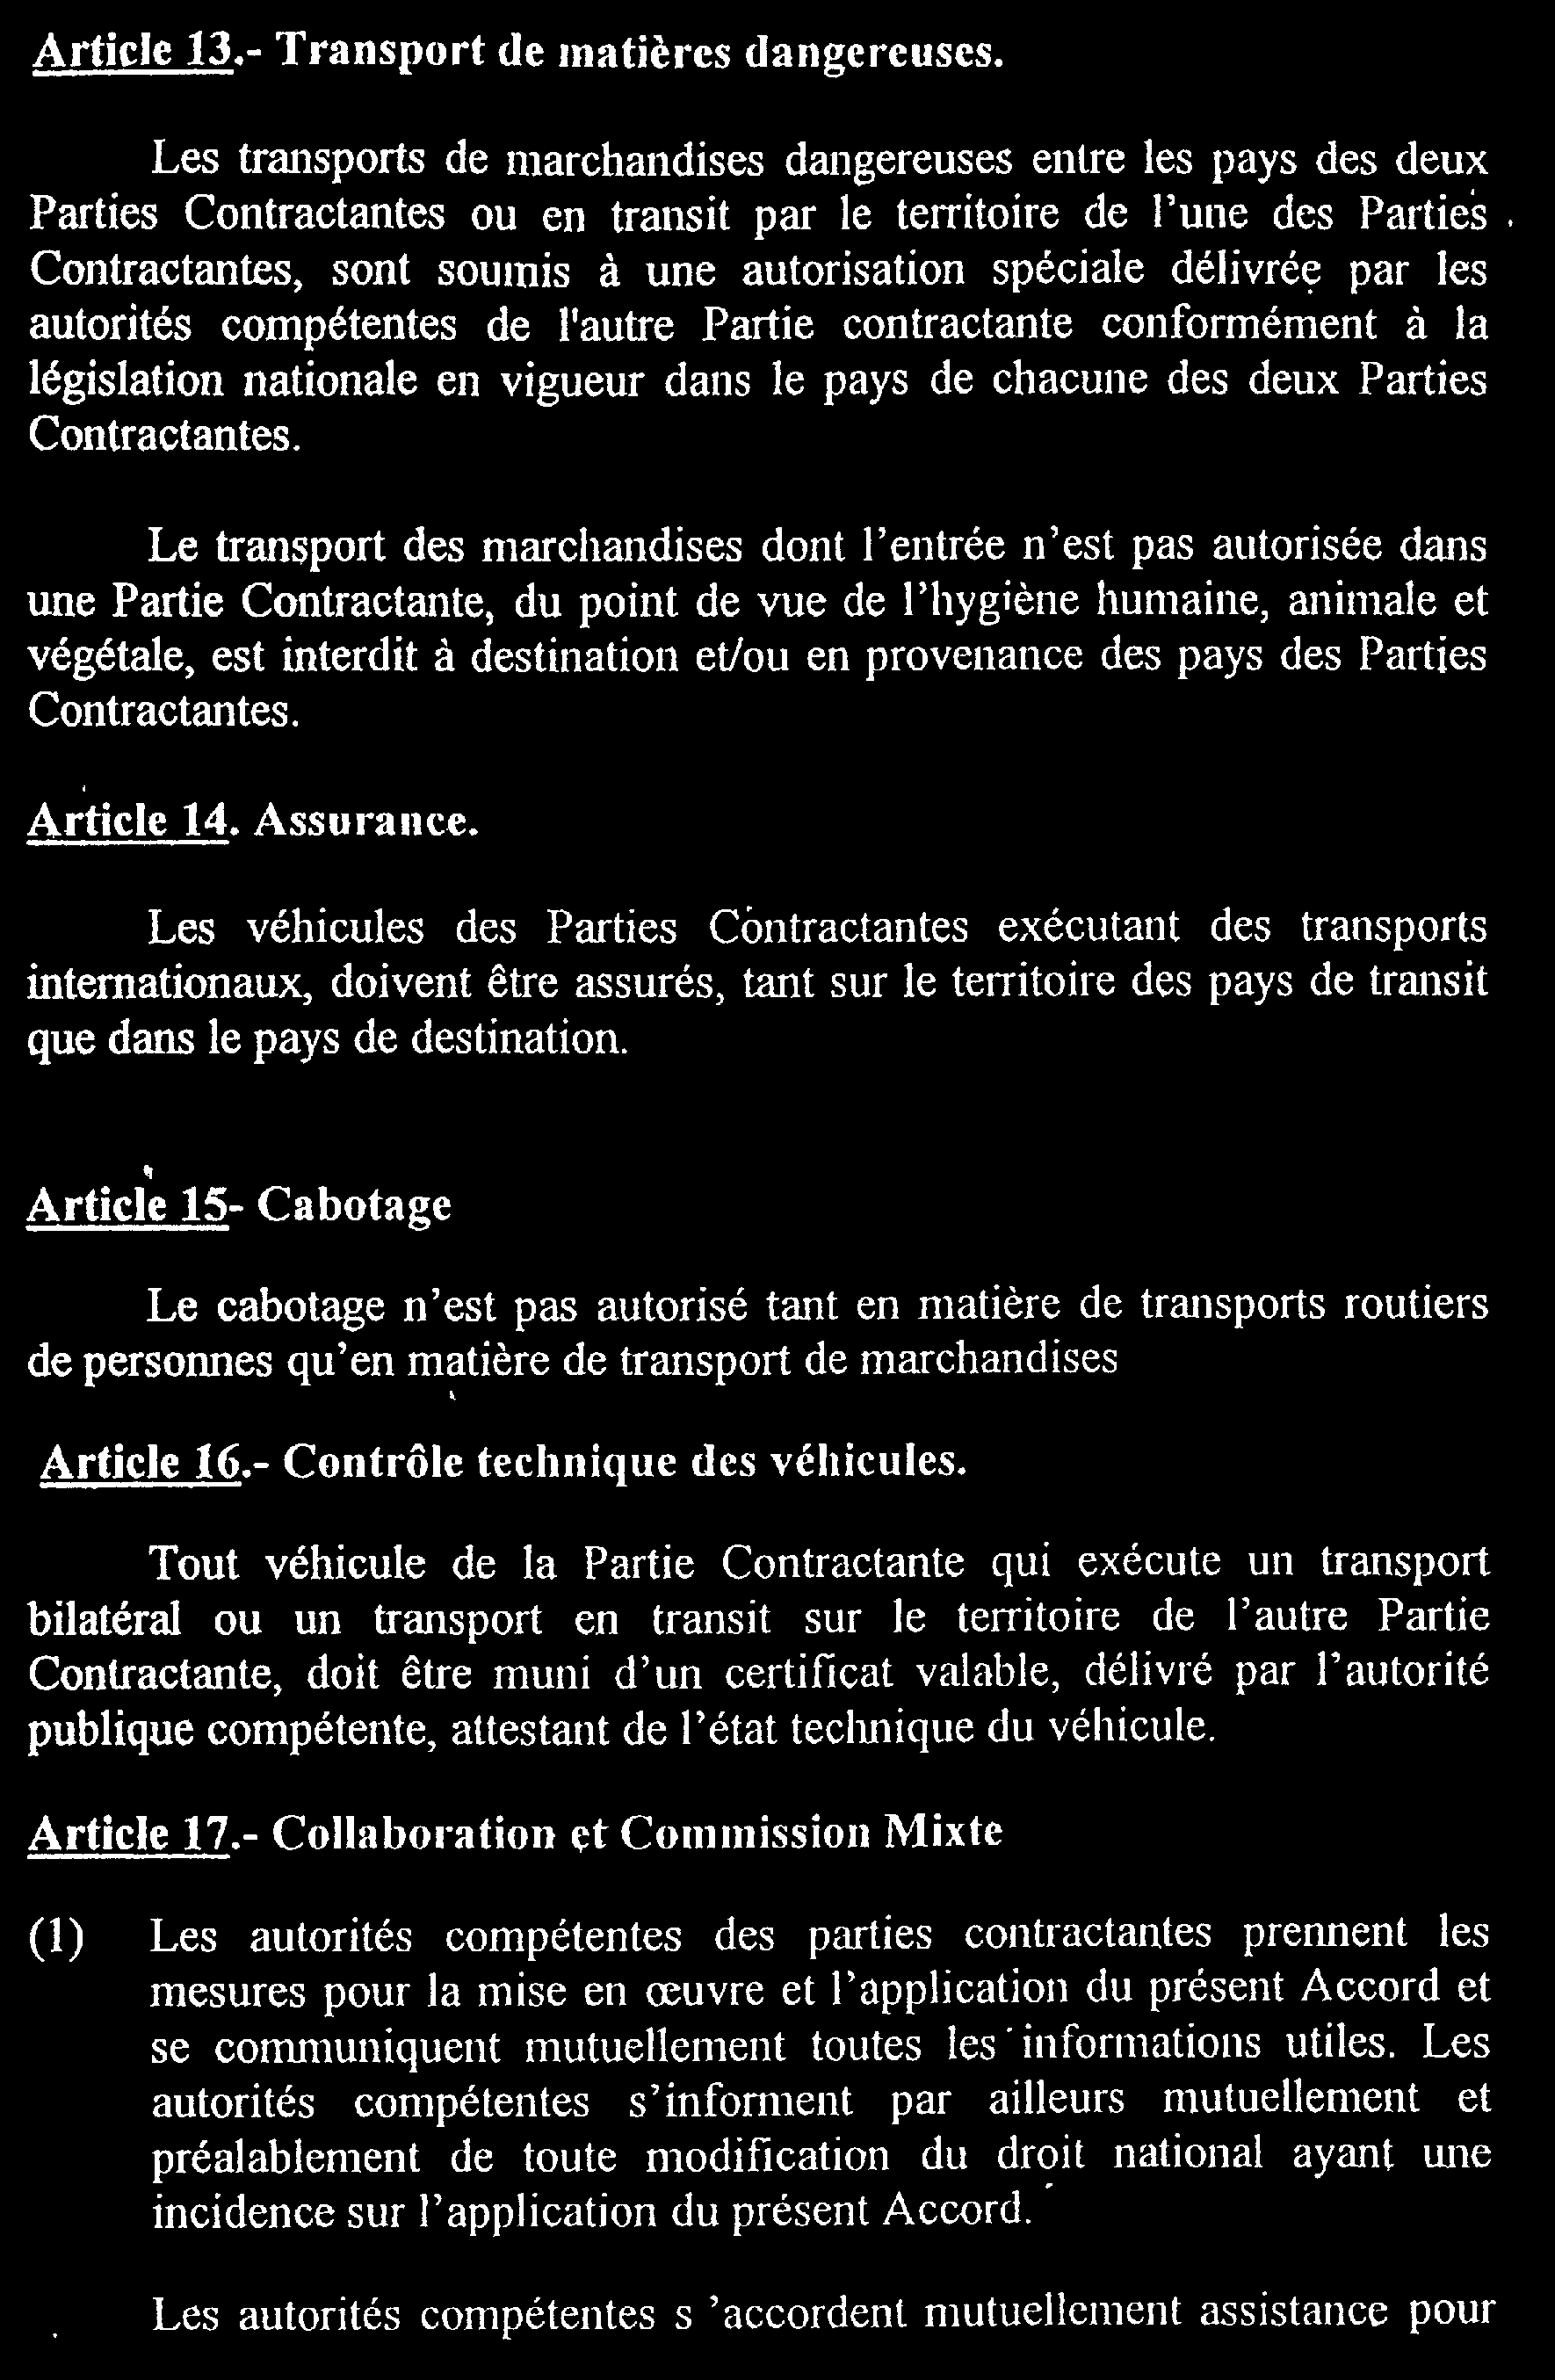 Article 13.- Transport de matières dangereuses.
Les transports de marchandises dangereuses entre les pays des deux
Parties Contractantes ou en transit par le territoire de l’une des Parties
Contractantes, sont soumis à une autorisation spéciale délivrée par les
autorités compétentes de l'autre Partie contractante conformément à la
législation nationale en vigueur dans le pays de chacune des deux Parties
Contractantes.
Le transport des marchandises dont l’entrée n’est pas autorisée dans
une Partie Contractante, du point de vue de l’hygiène humaine, animale et
végétale, est interdit à destination et/ou en provenance des pays des Parties
Contractantes.
Article 14. Assurance.
Les véhicules des Parties Contractantes exécutant des transports
internationaux, doivent être assurés, tant sur le territoire des pays de transit
que dans le pays de destination.
Article 15- Cabotage
Le cabotage n’est pas autorisé tant en matière de transports routiers
de personnes qu’en matière de transport de marchandises
Article 16.- Contrôle technique des véhicules.
Tout véhicule de la Partie Contractante qui exécute un transport
bilatéral ou un transport en transit sur le territoire de l’autre Partie
Contractante, doit être muni d’un certificat valable, délivré par l’autorité
publique compétente, attestant de l’état technique du véhicule.
Article 17.- Collaboration et Commission Mixte
(1) Les autorités compétentes des parties contractantes prennent les
mesures pour la mise en œuvre et l’application du présent Accord et
se communiquent mutuellement toutes les informations utiles. Les
autorités compétentes s’informent par ailleurs mutuellement et
préalablement de toute modification du droit national ayant une
incidence sur l’application du présent Accord.
Les autorités compétentes s ’accordent mutuellement assistance pour